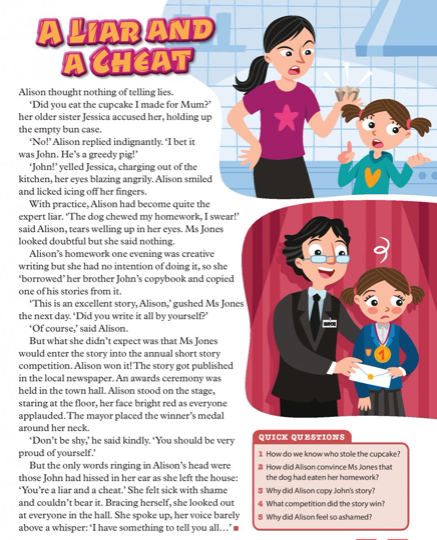 A LIAR AND
A CHEAT
Alison thought nothing of telling lies.
‘Did you eat the cupcake I made for Mum?’
her older sister Jessica accused her, holding up
the empty bun case.
‘No!’ Alison replied indignantly. ‘I bet it
was John. He’s a greedy pig!’
‘John!’ yelled Jessica, charging out of the
kitchen, her eyes blazing angrily. Alison smiled
and licked icing off her fingers.
With practice, Alison had become quite the
expert liar. ‘The dog chewed my homework, I swear!’
said Alison, tears welling up in her eyes. Ms Jones
looked doubtful but she said nothing.
Alison’s homework one evening was creative
writing but she had no intention of doing it, so she
‘borrowed’ her brother John’s copybook and copied
one of his stories from it.
‘This is an excellent story, Alison,’ gushed Ms Jones
the next day. ‘Did you write it all by yourself?’
‘Of course,’ said Alison.
But what she didn’t expect was that Ms Jones
would enter the story into the annual short story
competition. Alison won it! The story got published
in the local newspaper. An awards ceremony was
held in the town hall. Alison stood on the stage,
staring at the floor, her face bright red as everyone
applauded. The mayor placed the winner’s medal
around her neck.
‘Don’t be shy,’ he said kindly. ‘You should be very
proud of yourself.’
But the only words ringing in Alison’s head were
those John had hissed in her ear as she left the house:
‘You’re a liar and a cheat.’ She felt sick with shame
and couldn’t bear it. Bracing herself, she looked out
at everyone in the hall. She spoke up, her voice barely
above a whisper: ‘I have something to tell you all…’
MAYOR
1
QUICK QUESTIONS
1 How do we know who stole the cupcake?
2 How did Alison convince Ms Jones that
the dog had eaten her homework?
3 Why did Alison copy John’s story?
4 What competition did the story win?
5 Why did Alison feel so ashamed?